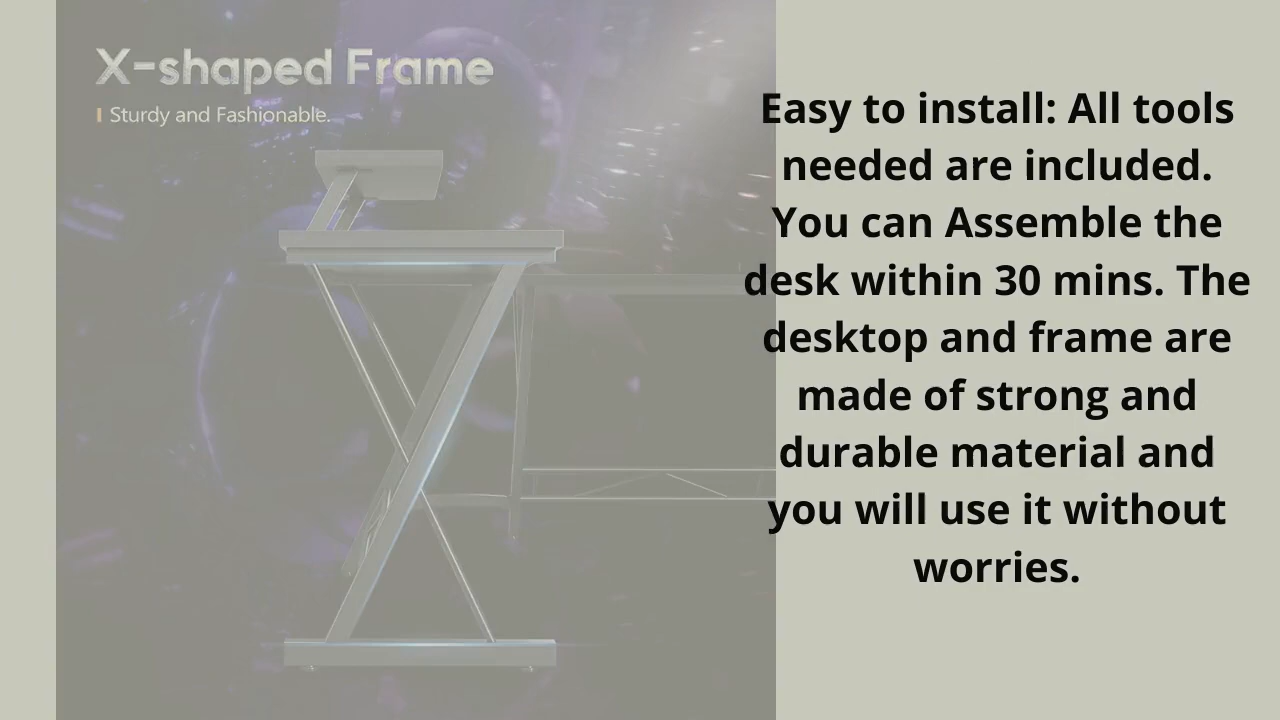 X-shaped Frame
Sturdy and Fashionable.
Easy to install: All tools
needed are included.
You can Assemble the
desk within 30 mins. The
desktop and frame are
made of strong and
durable material and
you will use it without
worries.